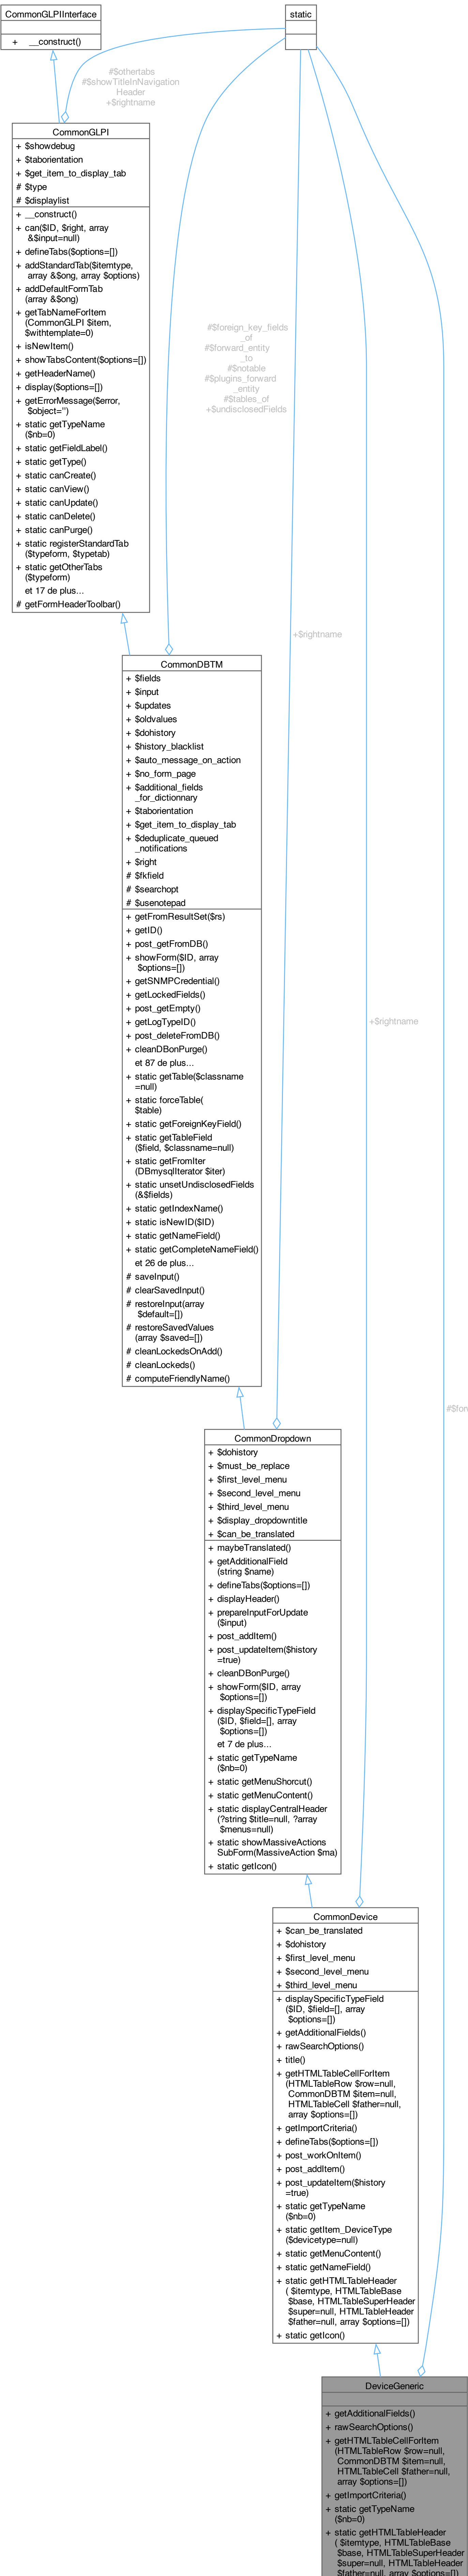 CommonGLPIInterface
+ __construct()
static
#$othertabs
#$showTitleInNavigation
Header
+$rightname
CommonGLPI
+ $showdebug
+ $taborientation
+ $get_item_to_display_tab
# $type
# $displaylist
+ __construct()
+ can($ID, $right, array
&$input=null)
+ defineTabs($options=[])
+ addStandardTab($itemtype,
array &$ong, array $options)
+ addDefaultFormTab
(array &$ong)
+ getTabNameForItem
(CommonGLPI $item,
$withtemplate=0)
+ isNewItem()
+ showTabsContent($options=[])
+ getHeaderName()
+ display($options=[])
+ getErrorMessage($error,
$object='')
+ static getTypeName
($nb=0)
+ static getFieldLabel()
+ static getType()
+ static canCreate()
+ static canView()
+ static canUpdate()
+ static canDelete()
+ static canPurge()
+ static registerStandardTab
($typeform, $typetab)
+ static getOtherTabs
($typeform)
et 17 de plus...
# getFormHeaderToolbar()
#$foreign_key_fields
_of
#$forward_entity
_to
#$notable
#$plugins_forward
_entity
#$tables_of
+$undisclosedFields
+$rightname
CommonDBTM
+ $fields
+ $input
+ $updates
+ $oldvalues
+ $dohistory
+ $history_blacklist
+ $auto_message_on_action
+ $no_form_page
+ $additional_fields
_for_dictionnary
+ $taborientation
+ $get_item_to_display_tab
+ $deduplicate_queued
_notifications
+ $right
# $fkfield
# $searchopt
# $usenotepad
+ getFromResultSet($rs)
+ getID()
+ post_getFromDB()
+ showForm($ID, array
$options=[])
+ getSNMPCredential()
+ getLockedFields()
+ post_getEmpty()
+ getLogTypeID()
+ post_deleteFromDB()
+ cleanDBonPurge()
et 87 de plus...
+ static getTable($classname
=null)
+ static forceTable(
$table)
+ static getForeignKeyField()
+ static getTableField
($field, $classname=null)
+ static getFromIter
(DBmysqlIterator $iter)
+ static unsetUndisclosedFields
(&$fields)
+ static getIndexName()
+ static isNewID($ID)
+ static getNameField()
+ static getCompleteNameField()
et 26 de plus...
# saveInput()
# clearSavedInput()
# restoreInput(array
$default=[])
# restoreSavedValues
(array $saved=[])
# cleanLockedsOnAdd()
# cleanLockeds()
# computeFriendlyName()
+$rightname
#$for
CommonDropdown
+ $dohistory
+ $must_be_replace
+ $first_level_menu
+ $second_level_menu
+ $third_level_menu
+ $display_dropdowntitle
+ $can_be_translated
+ maybeTranslated()
+ getAdditionalField
(string $name)
+ defineTabs($options=[])
+ displayHeader()
+ prepareInputForUpdate
($input)
+ post_addItem()
+ post_updateItem($history
=true)
+ cleanDBonPurge()
+ showForm($ID, array
$options=[])
+ displaySpecificTypeField
($ID, $field=[], array
$options=[])
et 7 de plus...
+ static getTypeName
($nb=0)
+ static getMenuShorcut()
+ static getMenuContent()
+ static displayCentralHeader
(?string $title=null, ?array
$menus=null)
+ static showMassiveActions
SubForm(MassiveAction $ma)
+ static getIcon()
CommonDevice
+ $can_be_translated
+ $dohistory
+ $first_level_menu
+ $second_level_menu
+ $third_level_menu
+ displaySpecificTypeField
($ID, $field=[], array
$options=[])
+ getAdditionalFields()
+ rawSearchOptions()
+ title()
+ getHTMLTableCellForItem
(HTMLTableRow $row=null,
CommonDBTM $item=null,
HTMLTableCell $father=null,
array $options=[])
+ getImportCriteria()
+ defineTabs($options=[])
+ post_workOnItem()
+ post_addItem()
+ post_updateItem($history
=true)
+ static getTypeName
($nb=0)
+ static getItem_DeviceType
($devicetype=null)
+ static getMenuContent()
+ static getNameField()
+ static getHTMLTableHeader
( $itemtype, HTMLTableBase
$base, HTMLTableSuperHeader
$super=null, HTMLTableHeader
$father=null, array $options=[])
+ static getIcon()
DeviceGeneric
+ getAdditionalFields()
+ rawSearchOptions()
+ getHTMLTableCellForItem
(HTMLTableRow $row=null,
CommonDBTM $item=null,
HTMLTableCell $father=null,
array $options=[])
+ getImportCriteria()
+ static getTypeName
($nb=0)
+ static getHTMLTableHeader
( $itemtype, HTMLTableBase
$base, HTMLTableSuperHeader
$super=null, HTMLTableHeader
$father=null, array $options=[])